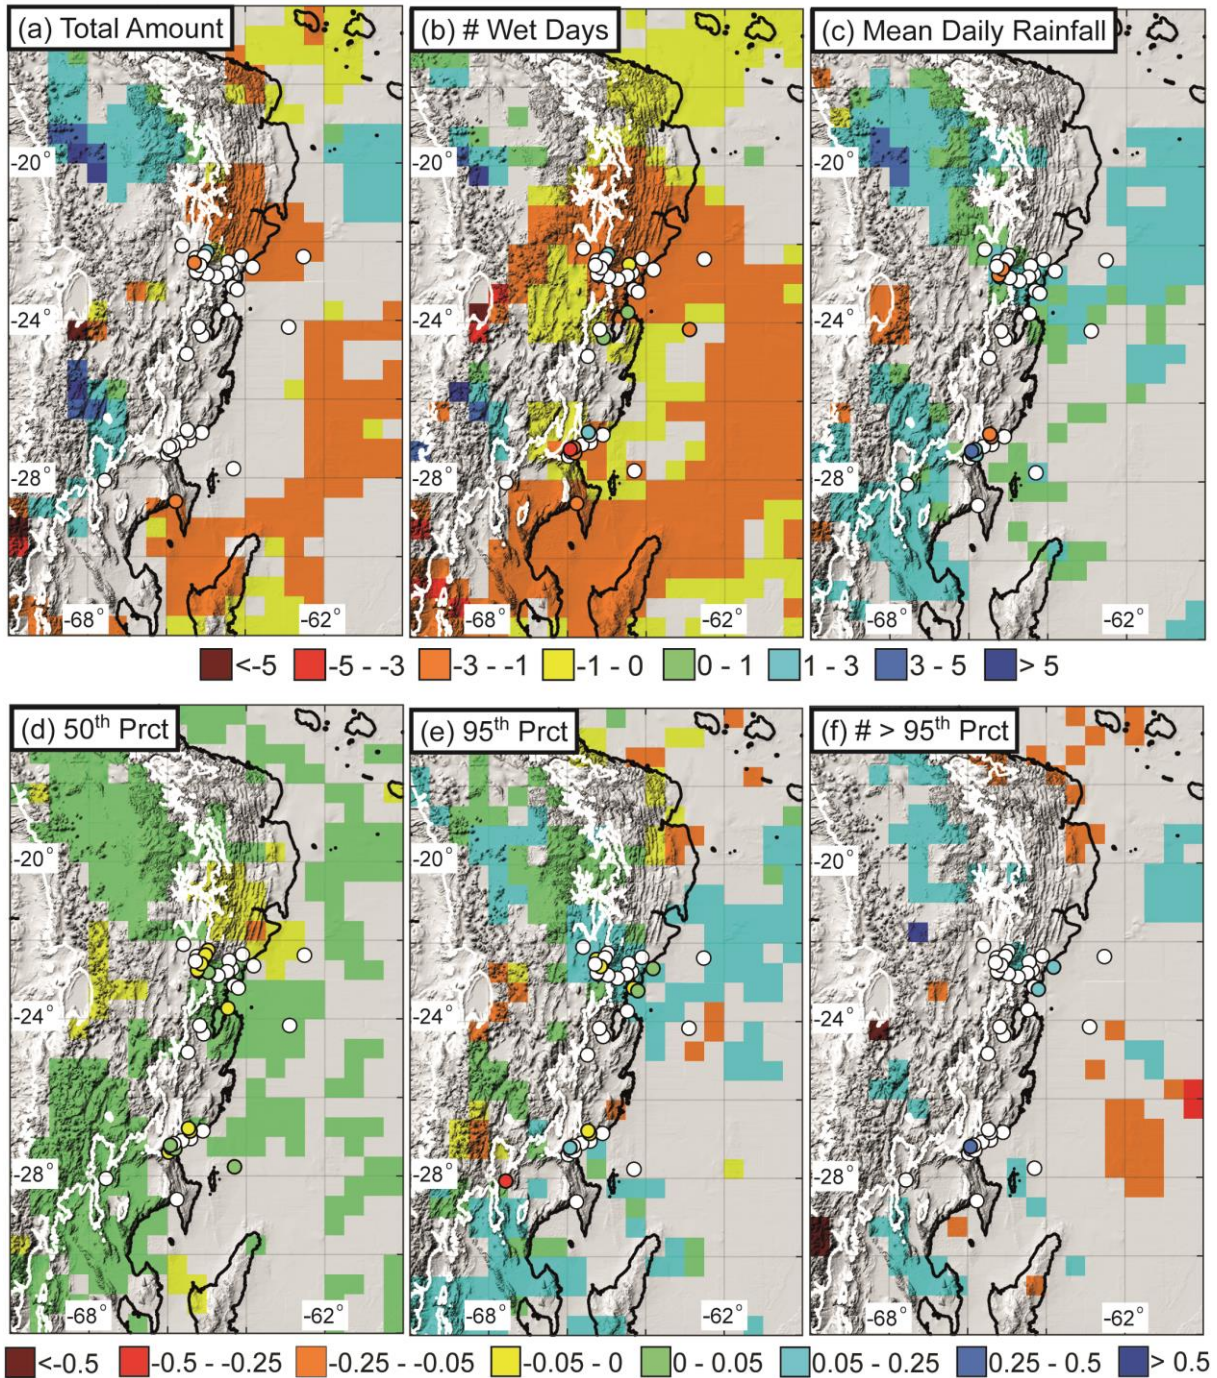 (a) Total Amount
(b) # Wet Days
(c) Mean Daily Rainfall
-20° -20° -20°
-24° -24° -24°
-28° -28° -28°
-68° -62° -68° -62° -68° -62°
<-5 -5 - -3 -3 - -1 -1 - 0 0 - 1 1 - 3 3 - 5 > 5
(d) 50th Prct
(e) 95th Prct
(f) # > 95th Prct
-20° -20° -20°
-24° -24° -24°
-28° -28° -28°
-68° -62° -68° -62° -68° -62°
<-0.5 -0.5 - -0.25 -0.25 - -0.05 -0.05 - 0 0 - 0.05 0.05 - 0.25 0.25 - 0.5 > 0.5